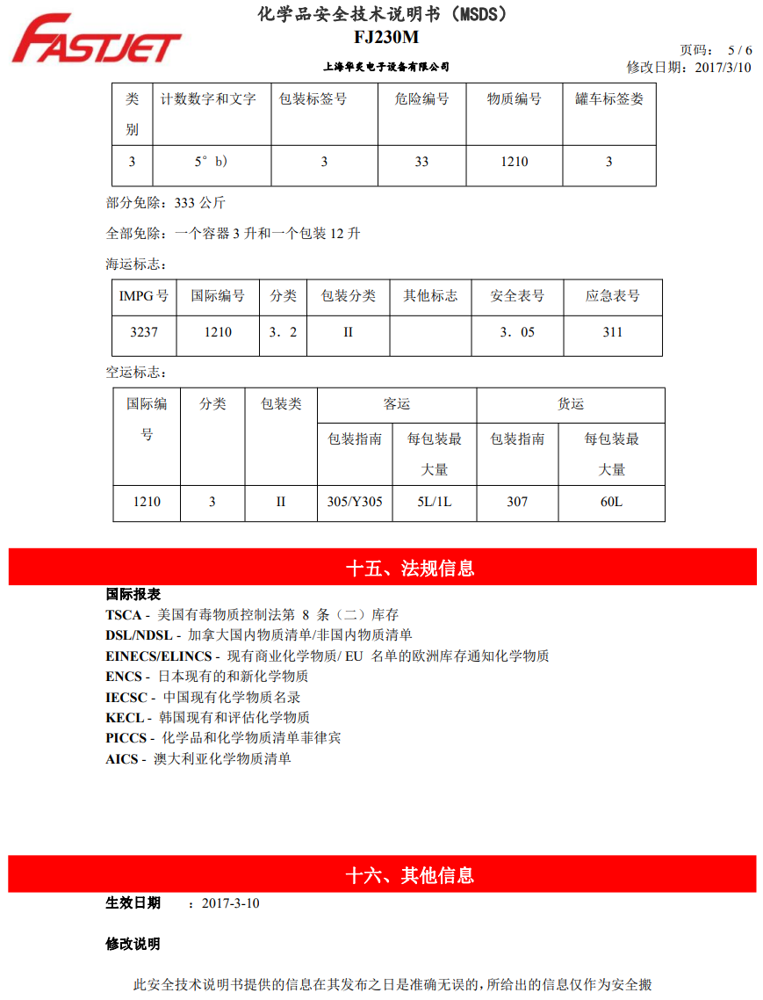 FASTJET
化学品安全技术说明书（MSDS）
FJ230M
上海华炙电子设备有限公司
页码： 5 / 6
修改日期：2017/3/10
类别 计数数字和文字 包装标签号 危险编号 物质编号 罐车标签娄
3 5°b) 3 33 1210 3
部分免除：333 公斤
全部免除：一个容器 3 升和一个包装 12 升
海运标志：
IMPG 号 国际编号 分类 包装分类 其他标志 安全表号 应急表号
3237 1210 3．2 II 3．05 311
空运标志：
国际编号 分类 包装类 客运 货运
包装指南 每包装最大量 包装指南 每包装最大量
1210 3 II 305/Y305 5L/1L 307 60L
十五、法规信息
国际报表
TSCA - 美国有毒物质控制法第 8 条（二）库存
DSL/NDSL - 加拿大国内物质清单/非国内物质清单
EINECS/ELINCS - 现有商业化学物质/ EU 名单的欧洲库存通知化学物质
ENCS - 日本现有的和新化学物质
IECSC - 中国现有化学物质名录
KECL - 韩国现有和评估化学物质
PICCS - 化学品和化学物质清单菲律宾
AICS - 澳大利亚化学物质清单
十六、其他信息
生效日期 ：2017-3-10
修改说明
此安全技术说明书提供的信息在其发布之日是准确无误的，所给出的信息仅作为安全搬